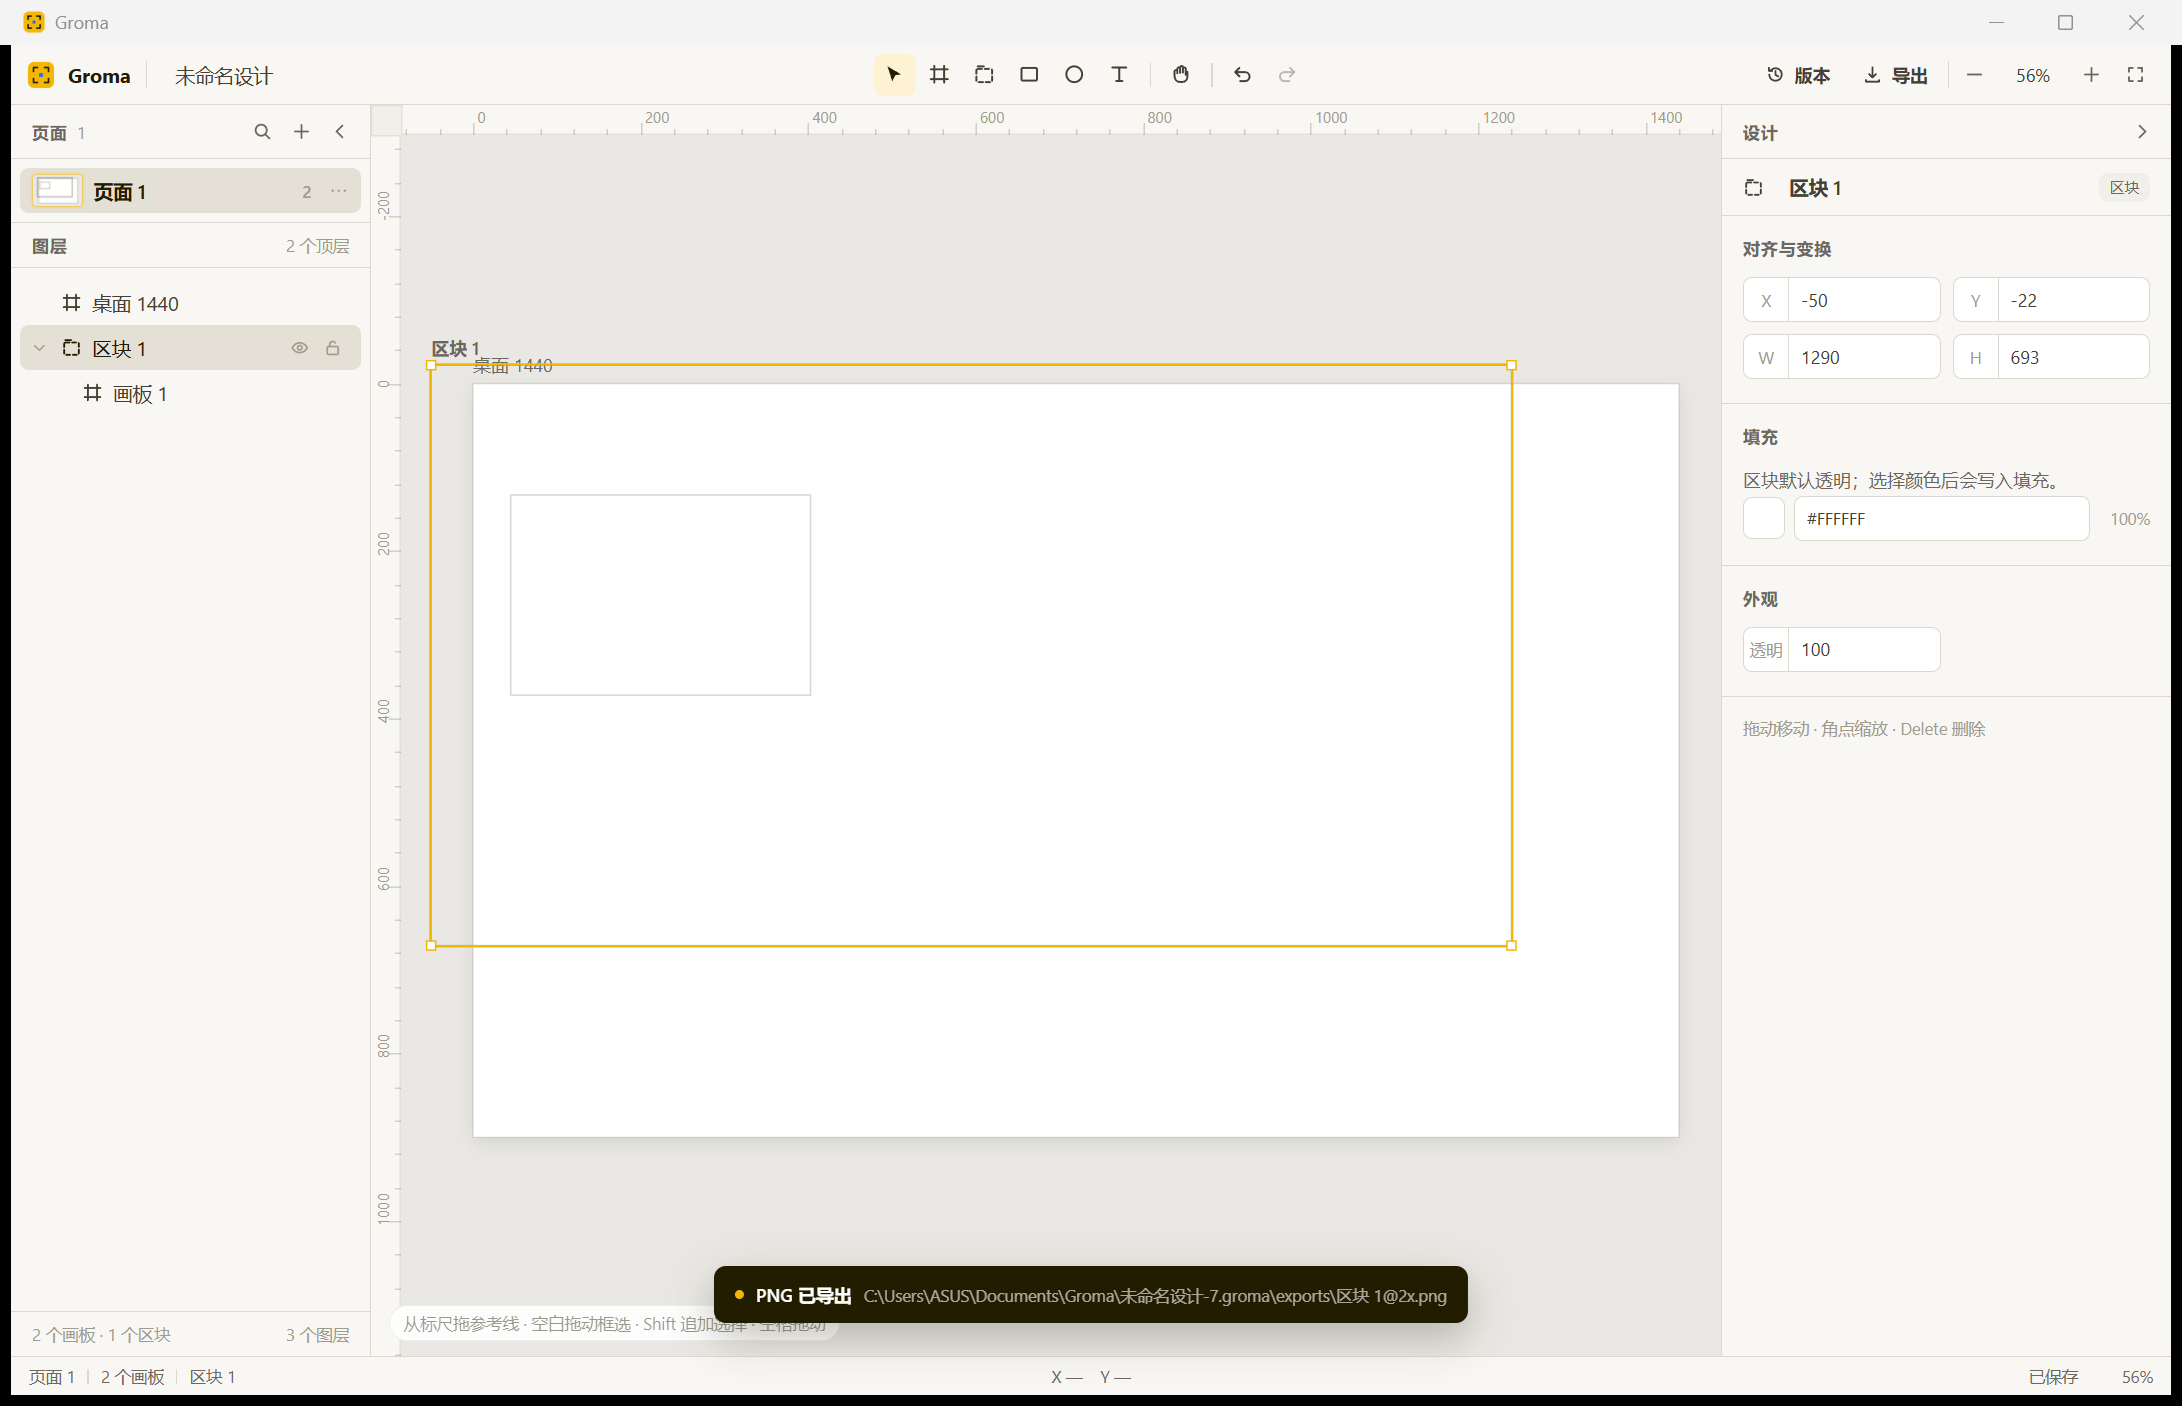 Groma
Groma
未命名设计
版本
导出
56%
页面 1
页面 1
2
图层
2 个顶层
桌面 1440
区块 1
画板 1
2 个画板 · 1 个区块
3 个图层
0
200
400
600
800
1000
1200
1400
-200
0
200
400
600
800
1000
区块 1
桌面 1440
从标尺拖参考线 · 空白拖动框选 · Shift 追加选择 · 空格拖动
PNG 已导出 C:\Users\ASUS\Documents\Groma\未命名设计-7.groma\exports\区块 1@2x.png
设计
区块 1
区块
对齐与变换
X -50
Y -22
W 1290
H 693
填充
区块默认透明；选择颜色后会写入填充。
#FFFFFF
100%
外观
透明 100
拖动移动 · 角点缩放 · Delete 删除
页面 1
2 个画板
区块 1
X —
Y —
已保存
56%